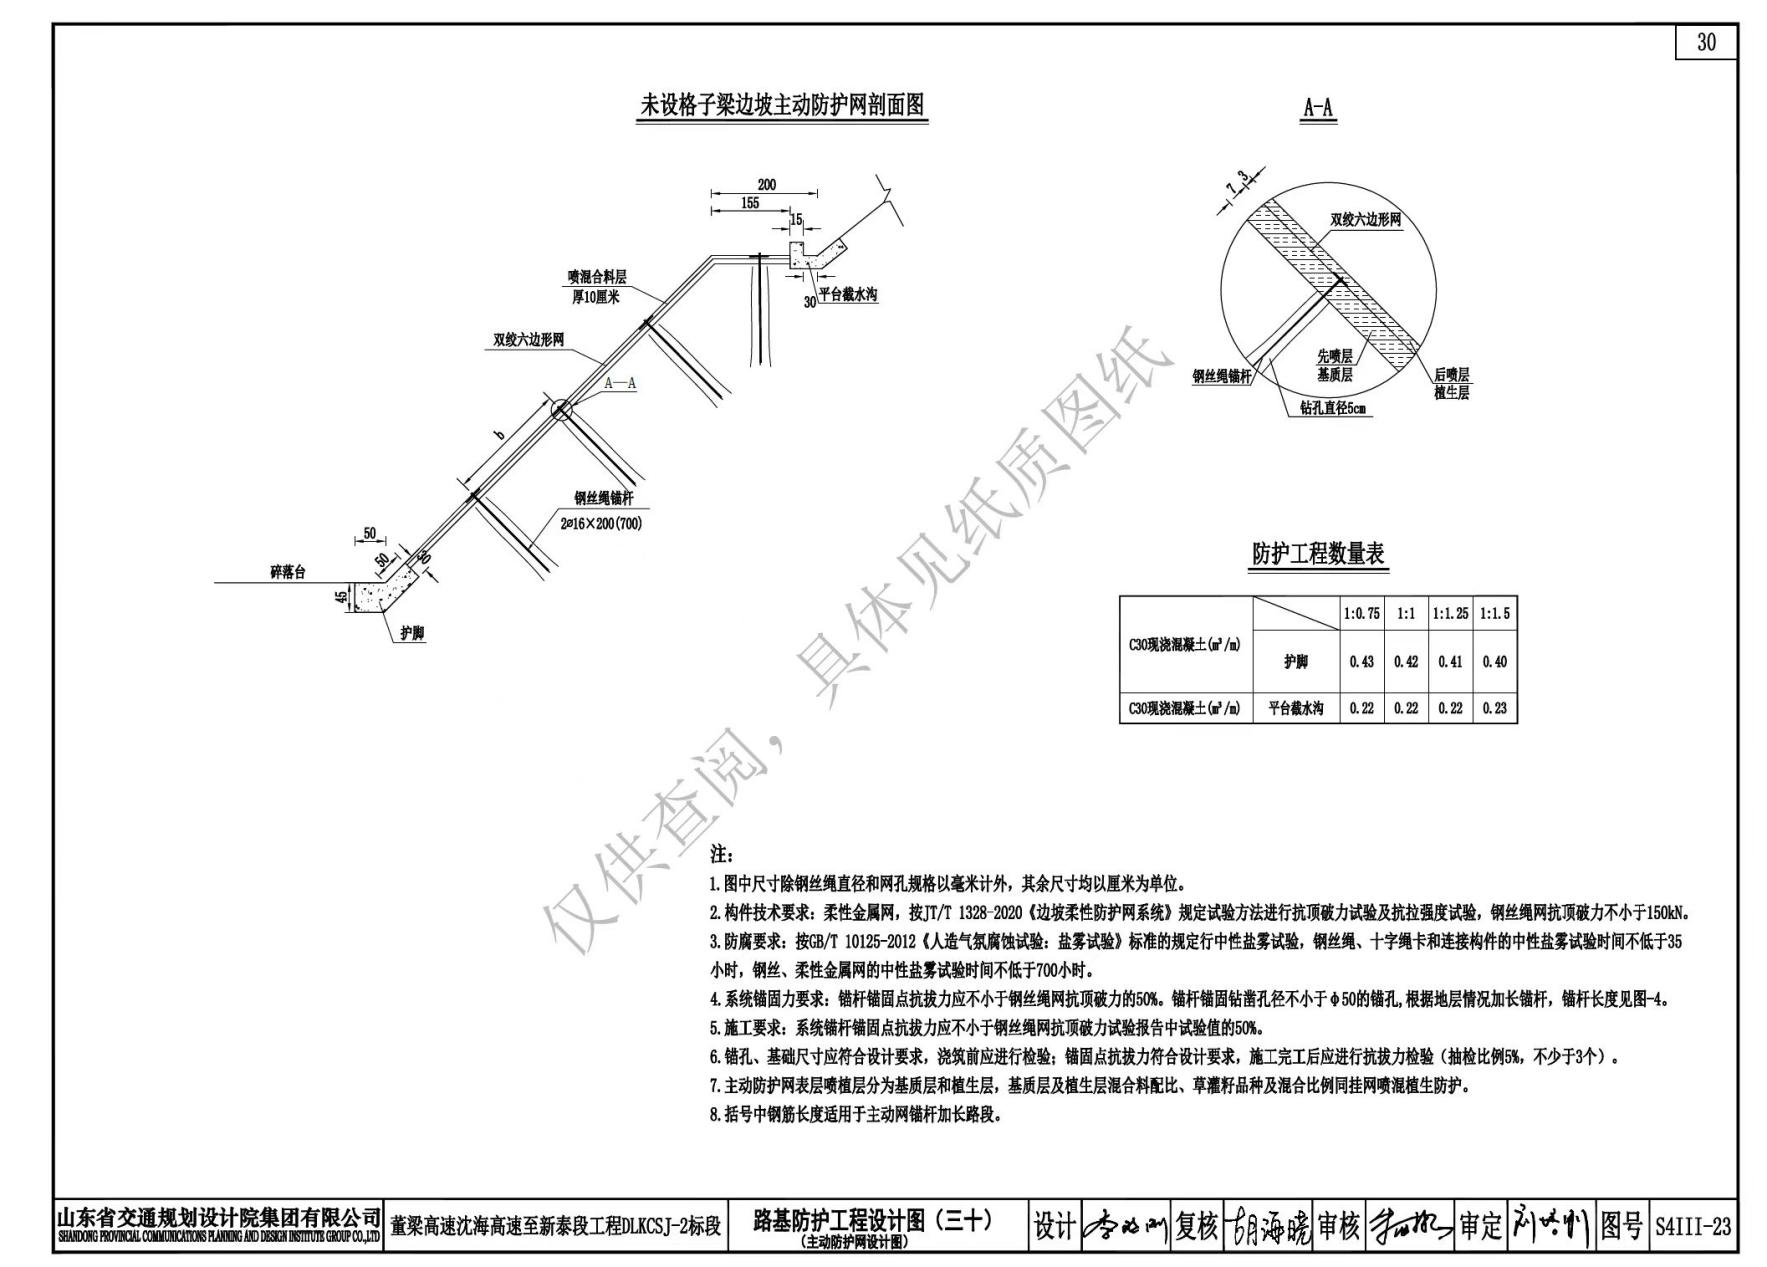 30
未设格子梁边坡主动防护网剖面图
A-A
200
155
15
喷混合料层
厚10厘米
30
平台截水沟
双绞六边形网
A—A
b
钢丝绳锚杆
2⌀16×200(700)
50
50
30
碎落台
45
护脚
7
3
双绞六边形网
先喷层
基质层
钢丝绳锚杆
后喷层
植生层
钻孔直径5cm
防护工程数量表
1:0.75 1:1 1:1.25 1:1.5
C30现浇混凝土(m³/m) 护脚 0.43 0.42 0.41 0.40
C30现浇混凝土(m³/m) 平台截水沟 0.22 0.22 0.22 0.23
仅供查阅，具体见纸质图纸
注：
1.图中尺寸除钢丝绳直径和网孔规格以毫米计外，其余尺寸均以厘米为单位。
2.构件技术要求：柔性金属网，按JT/T 1328-2020《边坡柔性防护网系统》规定试验方法进行抗顶破力试验及抗拉强度试验，钢丝绳网抗顶破力不小于150kN。
3.防腐要求：按GB/T 10125-2012《人造气氛腐蚀试验：盐雾试验》标准的规定行中性盐雾试验，钢丝绳、十字绳卡和连接构件的中性盐雾试验时间不低于35
小时，钢丝、柔性金属网的中性盐雾试验时间不低于700小时。
4.系统锚固力要求：锚杆锚固点抗拔力应不小于钢丝绳网抗顶破力的50%。锚杆锚固钻凿孔径不小于φ50的锚孔,根据地层情况加长锚杆，锚杆长度见图-4。
5.施工要求：系统锚杆锚固点抗拔力应不小于钢丝绳网抗顶破力试验报告中试验值的50%。
6.锚孔、基础尺寸应符合设计要求，浇筑前应进行检验；锚固点抗拔力符合设计要求，施工完工后应进行抗拔力检验（抽检比例5%，不少于3个）。
7.主动防护网表层喷植层分为基质层和植生层，基质层及植生层混合料配比、草灌籽品种及混合比例同挂网喷混植生防护。
8.括号中钢筋长度适用于主动网锚杆加长路段。
山东省交通规划设计院集团有限公司
SHANDONG PROVINCIAL COMMUNICATIONS PLANNING AND DESIGN INSTITUTE GROUP CO.,LTD
董梁高速沈海高速至新泰段工程DLKCSJ-2标段
路基防护工程设计图（三十）
（主动防护网设计图）
设计 复核 胡海晓 审核 审定 图号 S4III-23